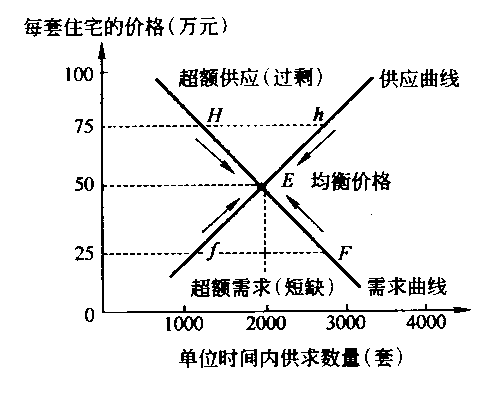 每套住宅的价格(万元)
100
超额供应(过剩)
供应曲线
75
H
h
50
E
均衡价格
25
f
F
超额需求(短缺)
需求曲线
0
1000
2000
3000
4000
单位时间内供求数量(套)